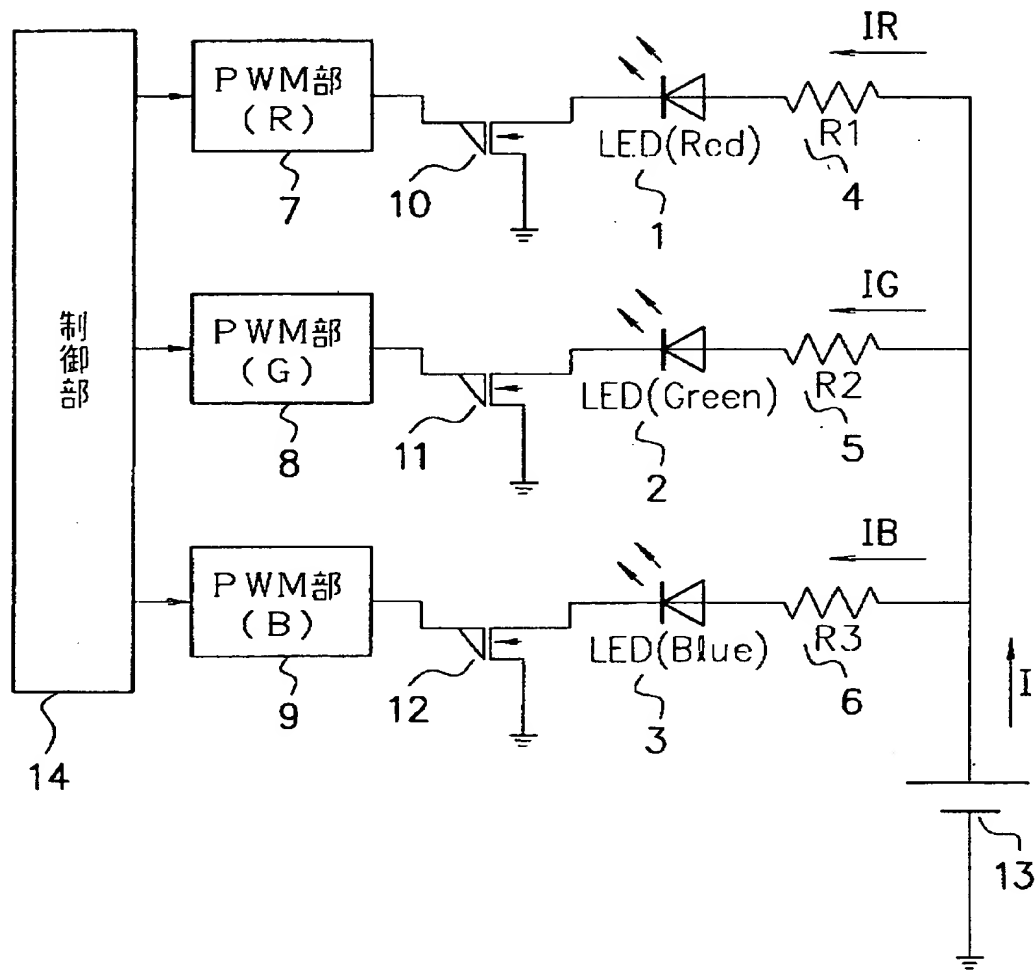 IR
PWM部
(R)
R1
LED(Red)
7
10
1
4
IG
制御部
PWM部
(G)
R2
LED(Green)
8
11
2
5
IB
PWM部
(B)
R3
LED(Blue)
9
12
3
6
I
14
13